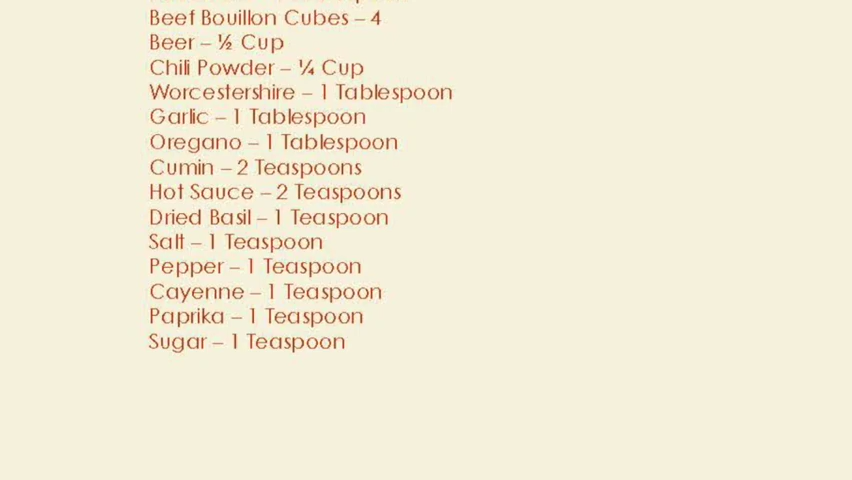 Beef Bouillon Cubes – 4
Beer – ½ Cup
Chili Powder – ¼ Cup
Worcestershire – 1 Tablespoon
Garlic – 1 Tablespoon
Oregano – 1 Tablespoon
Cumin – 2 Teaspoons
Hot Sauce – 2 Teaspoons
Dried Basil – 1 Teaspoon
Salt – 1 Teaspoon
Pepper – 1 Teaspoon
Cayenne – 1 Teaspoon
Paprika – 1 Teaspoon
Sugar – 1 Teaspoon